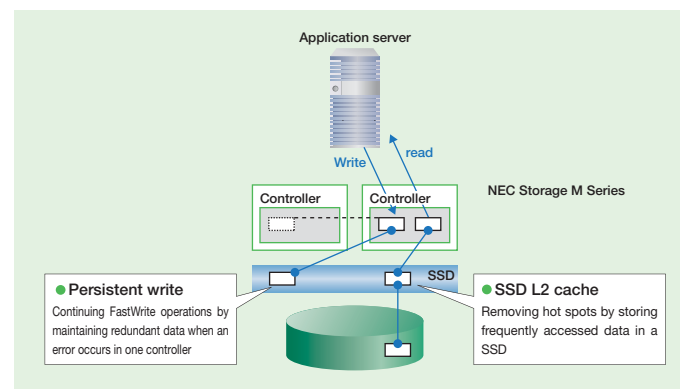 Application server
Write
read
NEC Storage M Series
Controller
Controller
SSD
Persistent write
Continuing FastWrite operations by
maintaining redundant data when an
error occurs in one controller
SSD L2 cache
Removing hot spots by storing
frequently accessed data in a
SSD